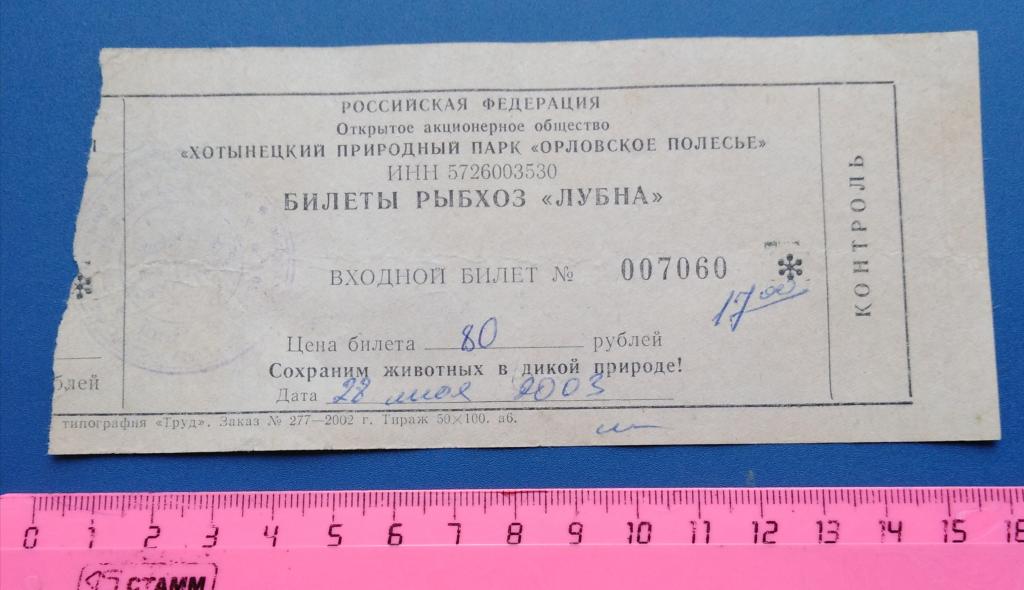 РОССИЙСКАЯ ФЕДЕРАЦИЯ
Открытое акционерное общество
«ХОТЫНЕЦКИЙ ПРИРОДНЫЙ ПАРК «ОРЛОВСКОЕ ПОЛЕСЬЕ»
ИНН 5726003530
БИЛЕТЫ РЫБХОЗ «ЛУБНА»
ВХОДНОЙ БИЛЕТ № 007060
17 00
Цена билета 80 рублей
Сохраним животных в дикой природе!
Дата 28 мая 2003
блей
типография «Труд». Заказ № 277—2002 г. Тираж 50×100. а6.
КОНТРОЛЬ
0 1 2 3 4 5 6 7 8 9 10 11 12 13 14 15 16
СТАММ